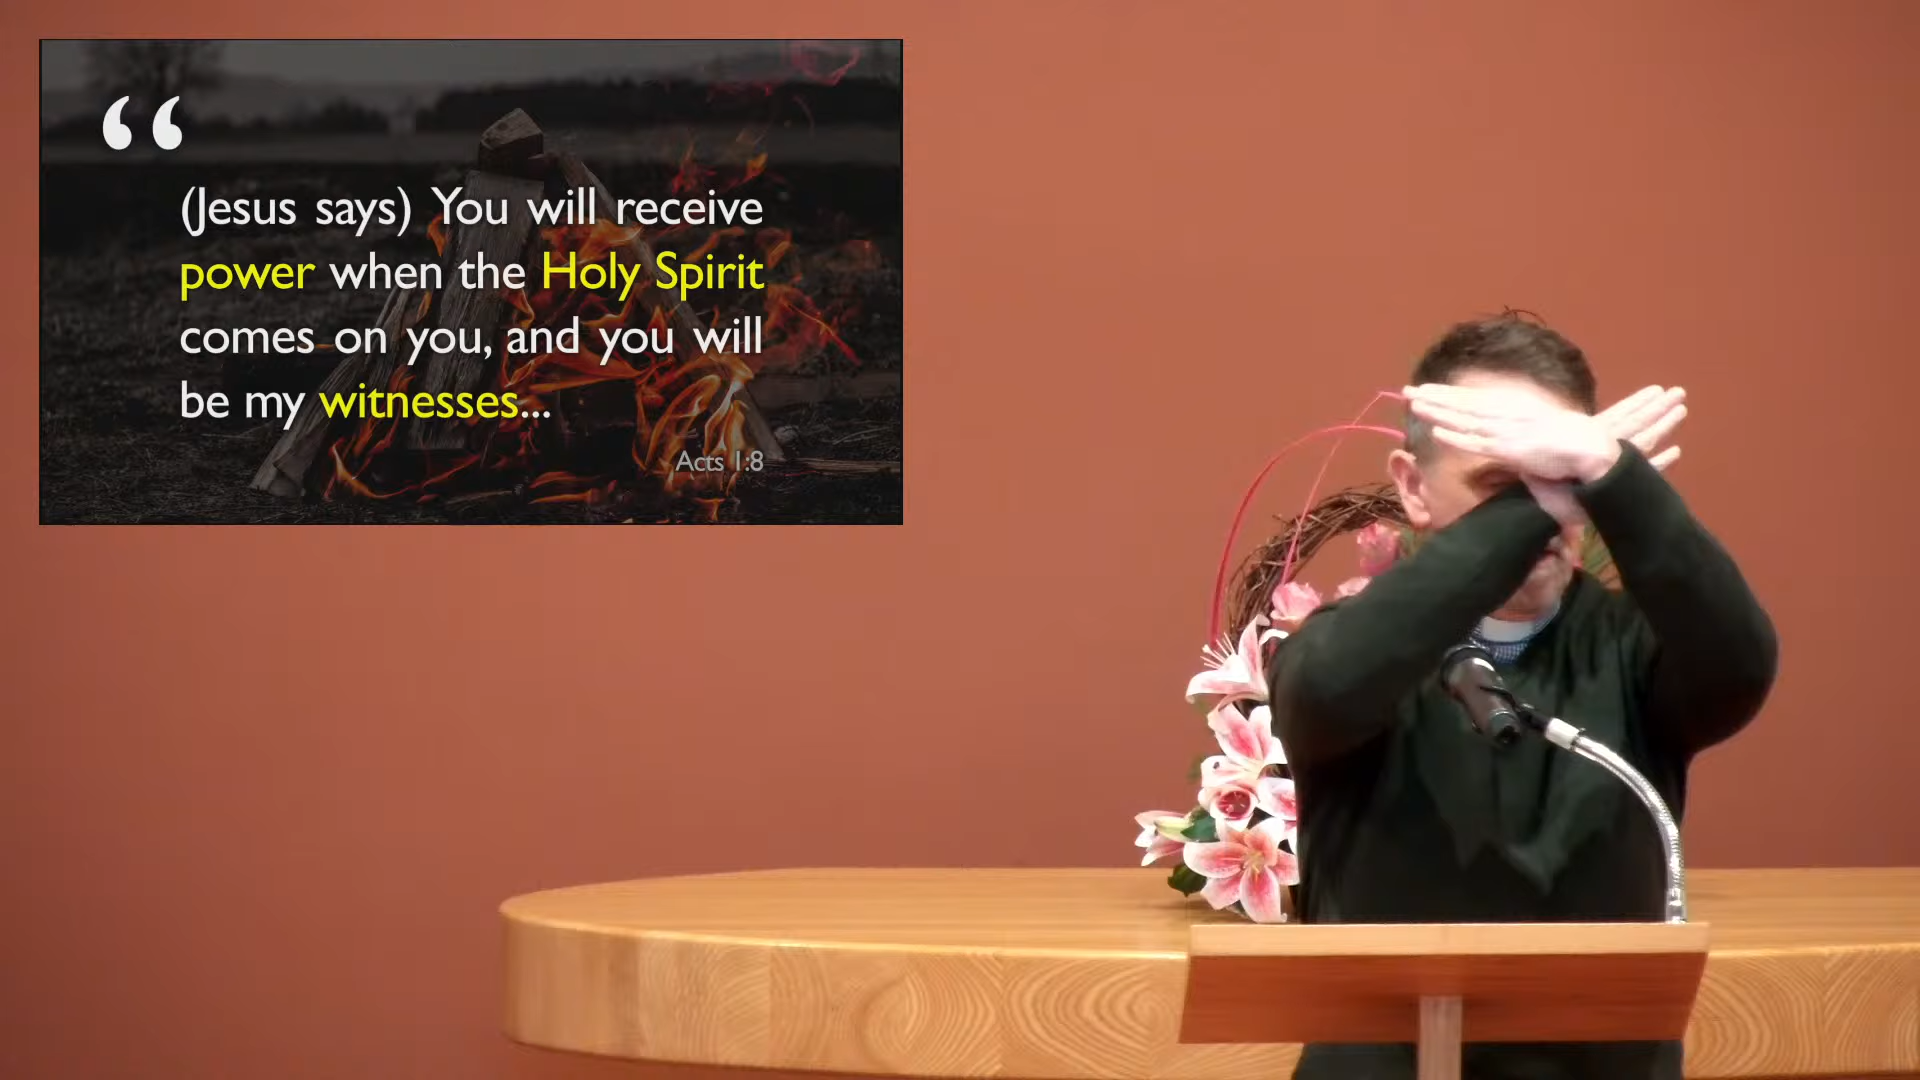 “
(Jesus says) You will receive
power when the Holy Spirit
comes on you, and you will
be my witnesses...
Acts 1:8